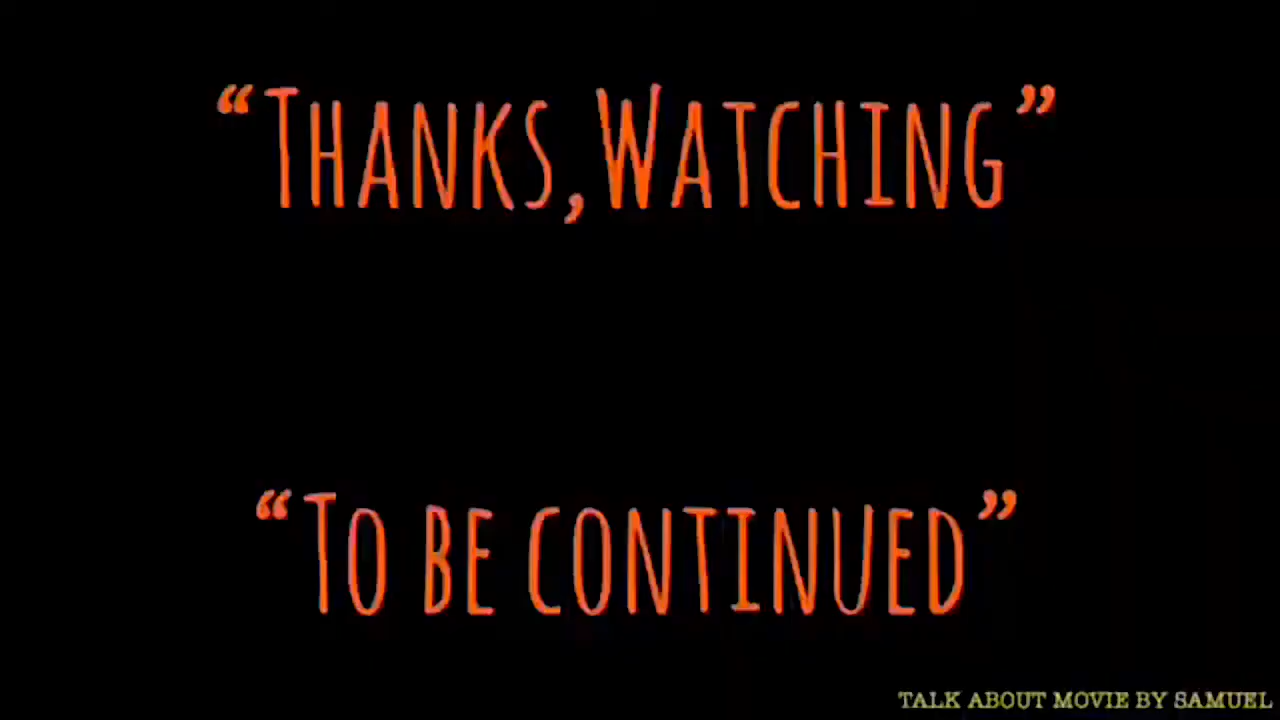 “THANKS,WATCHING”
“TO BE CONTINUED”
TALK ABOUT MOVIE BY SAMUEL